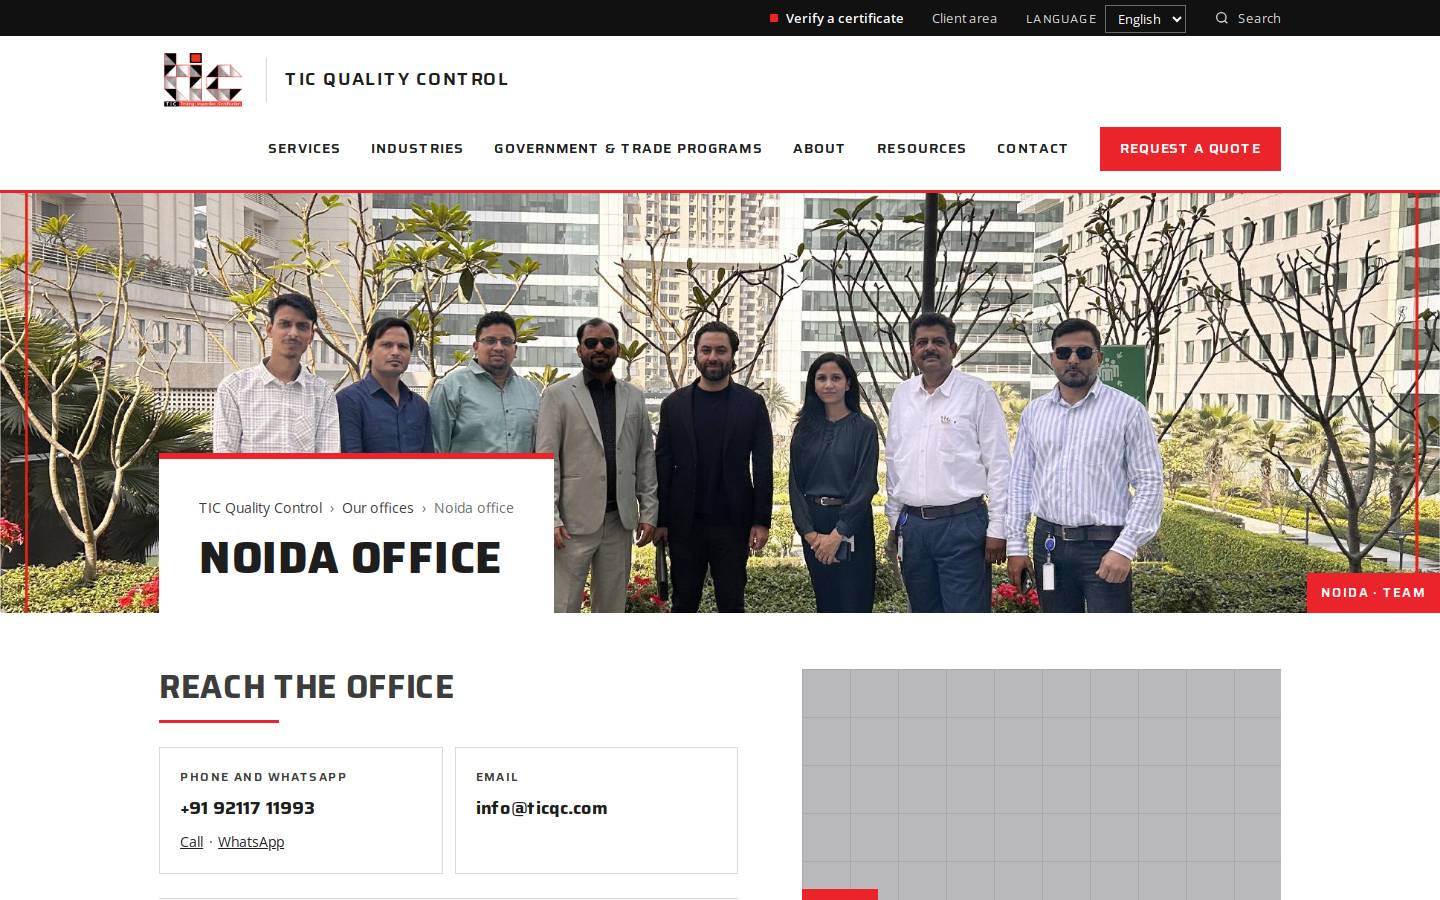 Verify a certificate
Client area
LANGUAGE
English
Search
tic
TIC QUALITY CONTROL
SERVICES
INDUSTRIES
GOVERNMENT & TRADE PROGRAMS
ABOUT
RESOURCES
CONTACT
REQUEST A QUOTE
TIC Quality Control › Our offices › Noida office
NOIDA OFFICE
NOIDA · TEAM
REACH THE OFFICE
PHONE AND WHATSAPP
+91 92117 11993
Call · WhatsApp
EMAIL
info@ticqc.com